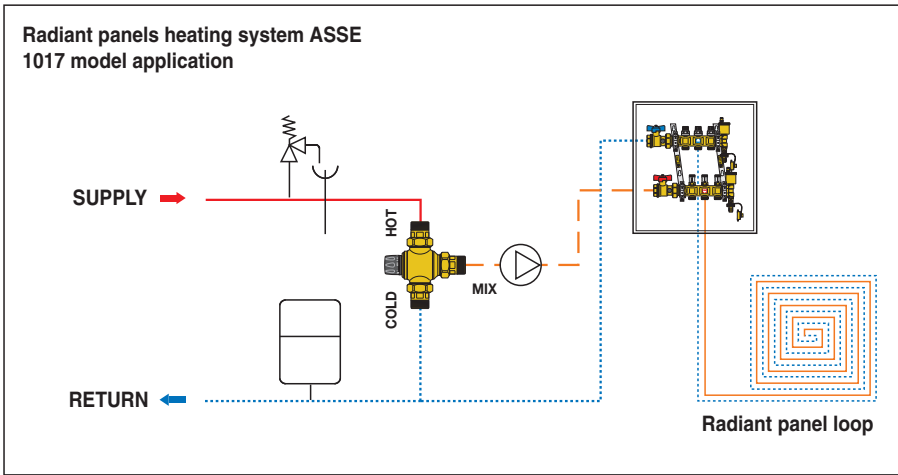 Radiant panels heating system ASSE
1017 model application
SUPPLY
HOT
COLD
MIX
RETURN
Radiant panel loop